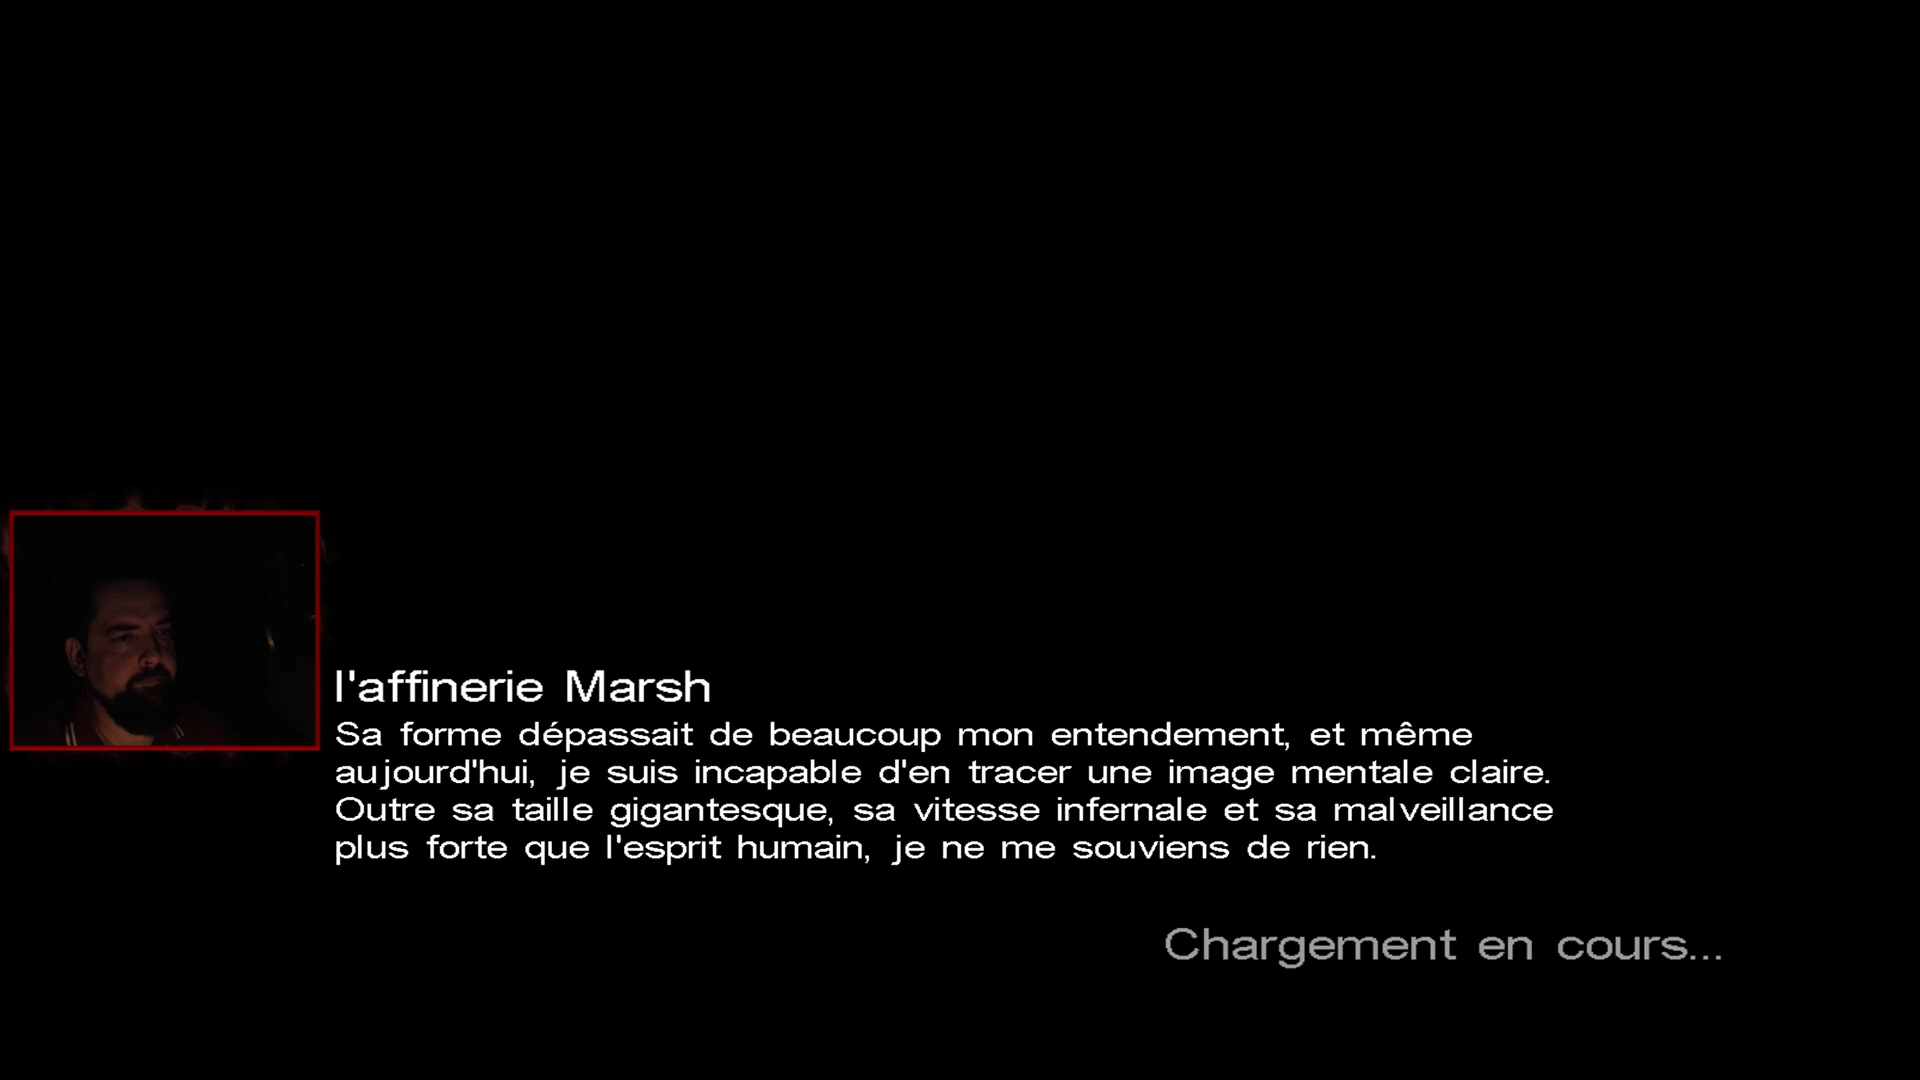 l'affinerie Marsh
Sa forme dépassait de beaucoup mon entendement, et même
aujourd'hui, je suis incapable d'en tracer une image mentale claire.
Outre sa taille gigantesque, sa vitesse infernale et sa malveillance
plus forte que l'esprit humain, je ne me souviens de rien.
Chargement en cours...